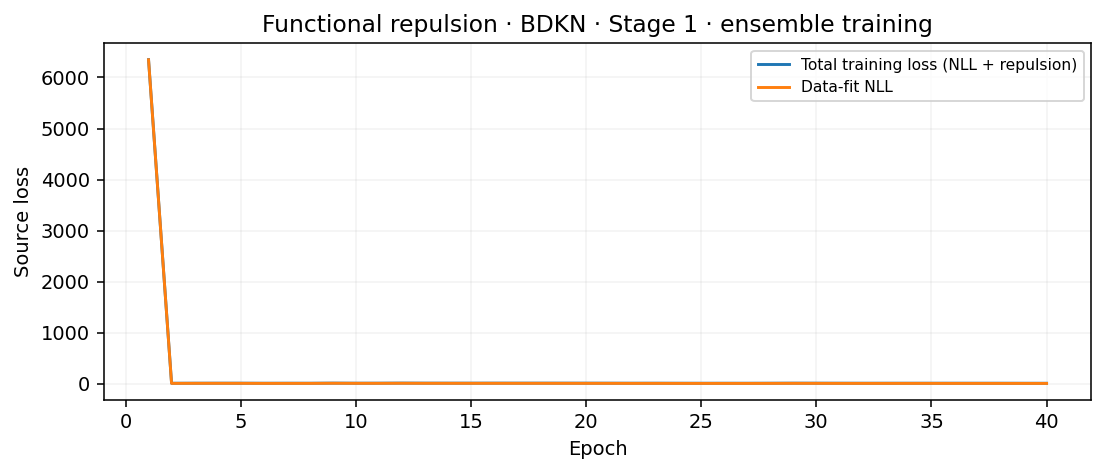 Functional repulsion · BDKN · Stage 1 · ensemble training
Total training loss (NLL + repulsion)
Data-fit NLL
Source loss
6000
5000
4000
3000
2000
1000
0
0 5 10 15 20 25 30 35 40
Epoch